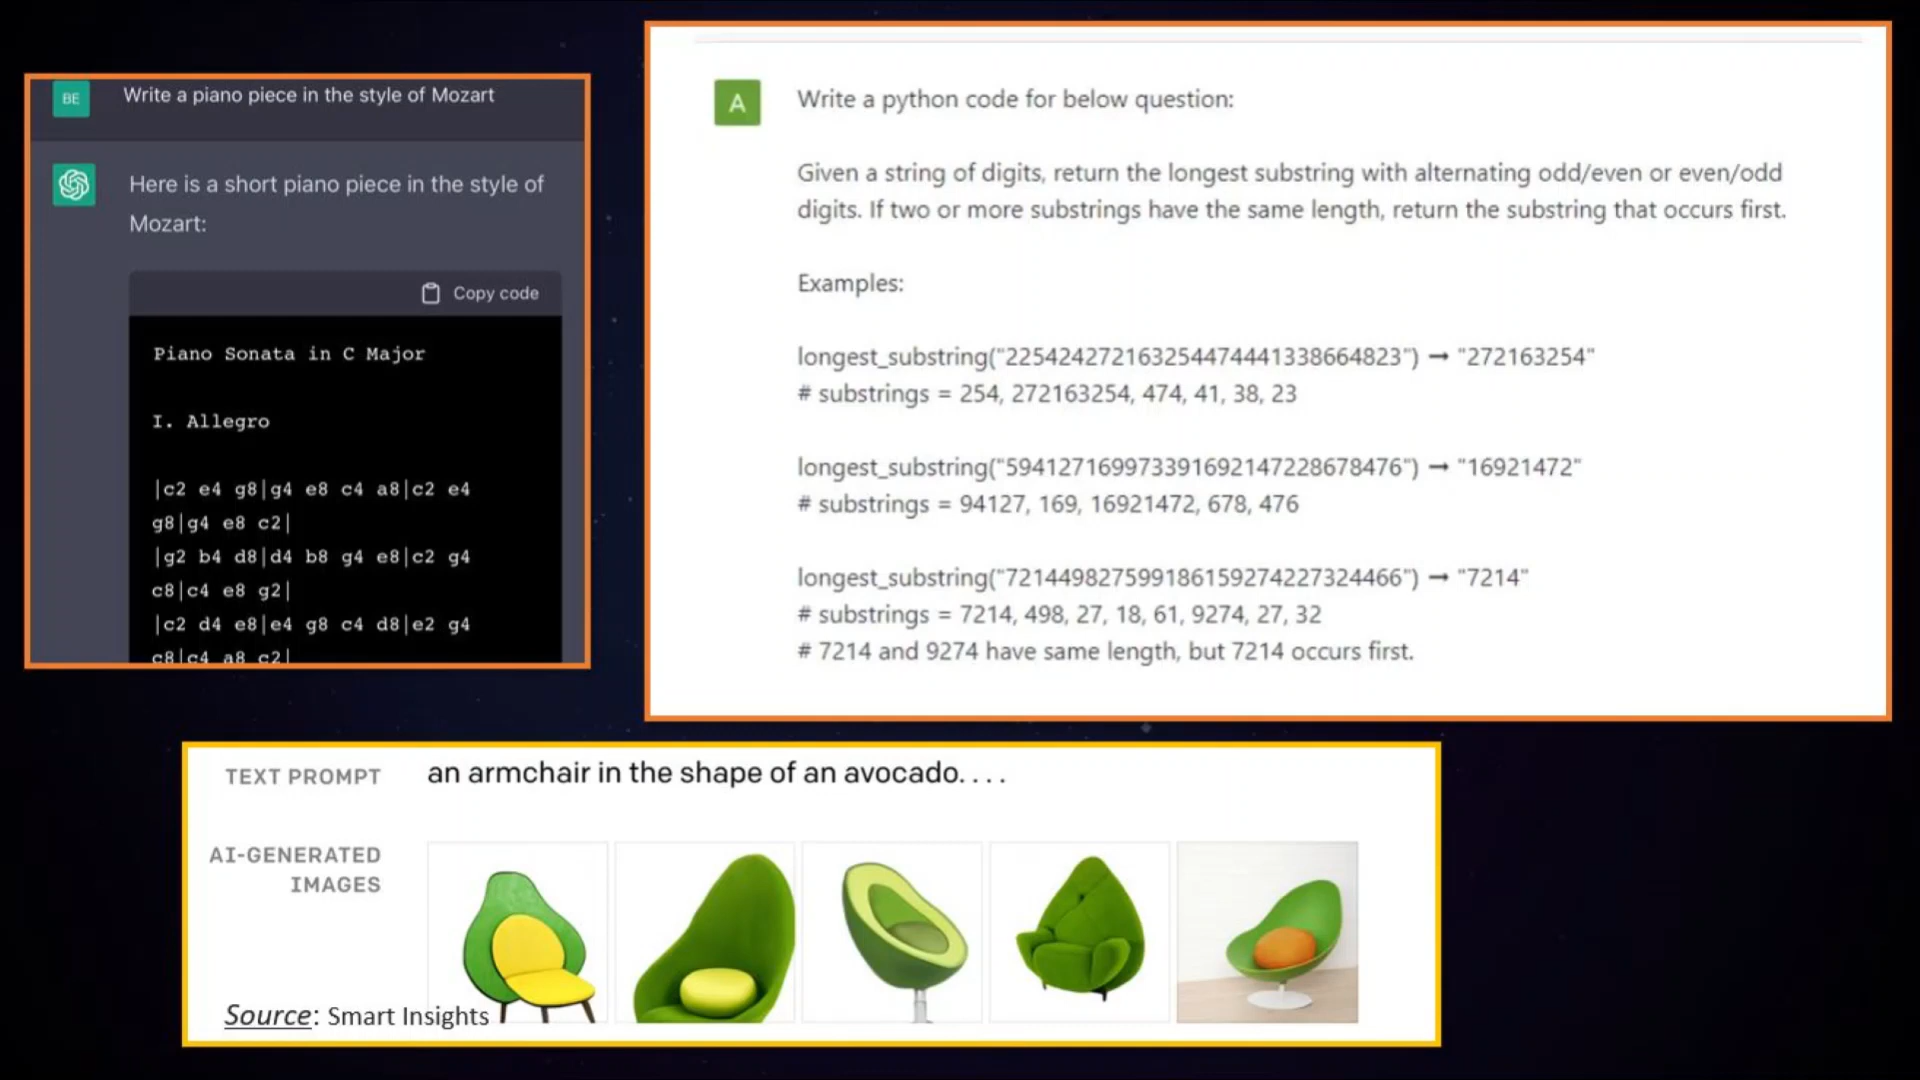 BE
Write a piano piece in the style of Mozart
Here is a short piano piece in the style of
Mozart:
Copy code
Piano Sonata in C Major
I. Allegro
|c2 e4 g8|g4 e8 c4 a8|c2 e4
g8|g4 e8 c2|
|g2 b4 d8|d4 b8 g4 e8|c2 g4
c8|c4 e8 g2|
|c2 d4 e8|e4 g8 c4 d8|e2 g4
c8|c4 a8 c2|
A
Write a python code for below question:
Given a string of digits, return the longest substring with alternating odd/even or even/odd
digits. If two or more substrings have the same length, return the substring that occurs first.
Examples:
longest_substring("225424272163254474441338664823") → "272163254"
# substrings = 254, 272163254, 474, 41, 38, 23
longest_substring("594127169973391692147228678476") → "16921472"
# substrings = 94127, 169, 16921472, 678, 476
longest_substring("721449827599186159274227324466") → "7214"
# substrings = 7214, 498, 27, 18, 61, 9274, 27, 32
# 7214 and 9274 have same length, but 7214 occurs first.
TEXT PROMPT
an armchair in the shape of an avocado. . . .
AI-GENERATED
IMAGES
Source: Smart Insights